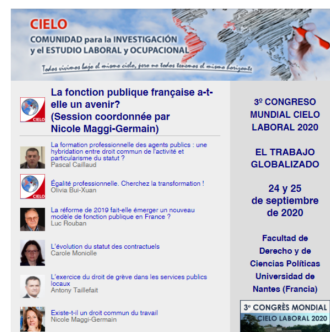 CIELO
COMUNIDAD para la INVESTIGACIÓN
y el ESTUDIO LABORAL y OCUPACIONAL
Todos vivimos bajo el mismo cielo, pero no todos tenemos el mismo horizonte
La fonction publique française a-t-
elle un avenir?
(Session coordonnée par
Nicole Maggi-Germain)
La formation professionnelle des agents publics : une
hybridation entre droit commun de l'activité et
particularisme du statut ?
Pascal Caillaud
Égalité professionnelle. Cherchez la transformation !
Olivia Bui-Xuan
La réforme de 2019 fait-elle émerger un nouveau
modèle de fonction publique en France ?
Luc Rouban
L'évolution du statut des contractuels
Carole Moniolle
L'exercice du droit de grève dans les services publics
locaux
Antony Taillefait
Existe-t-il un droit commun du travail
Nicole Maggi-Germain
3º CONGRESO
MUNDIAL CIELO
LABORAL 2020
EL TRABAJO
GLOBALIZADO
24 y 25
de septiembre
de 2020
Facultad de
Derecho y de
Ciencias Políticas
Universidad de
Nantes (Francia)
3º CONGRÈS MONDIAL
CIELO LABORAL 2020